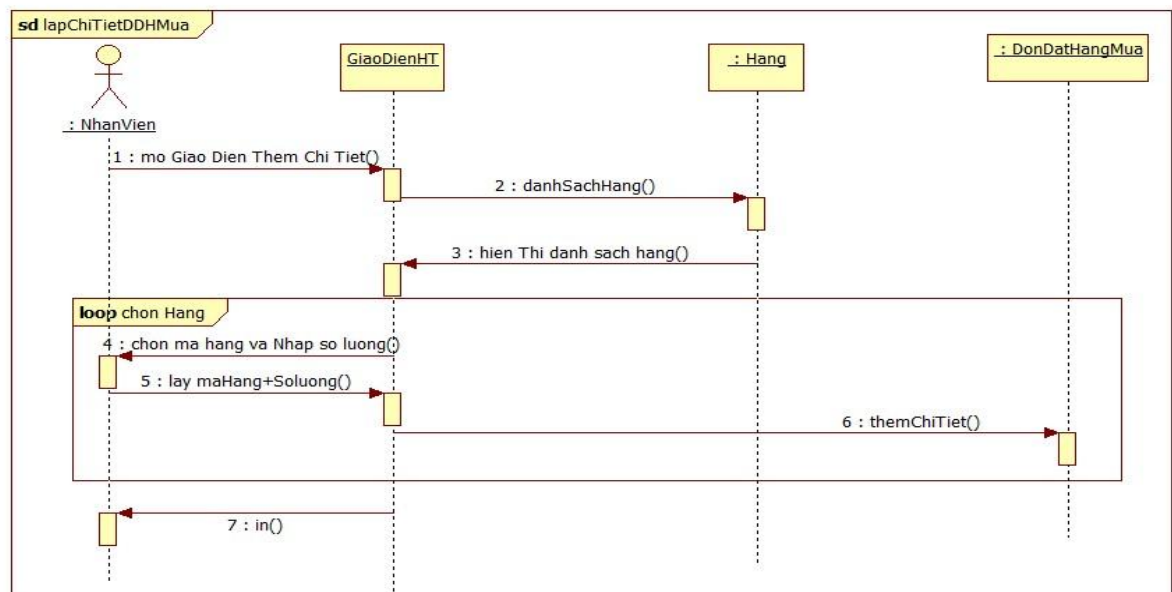 sd lapChiTietDDHMua
GiaoDienHT
: Hang
: DonDatHangMua
: NhanVien
1 : mo Giao Dien Them Chi Tiet()
2 : danhSachHang()
3 : hien Thi danh sach hang()
loop chon Hang
4 : chon ma hang va Nhap so luong()
5 : lay maHang+Soluong()
6 : themChiTiet()
7 : in()